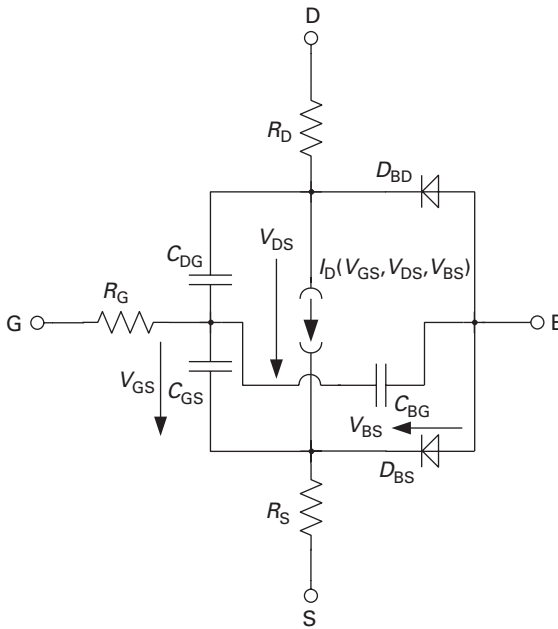 D
R_D
D_BD
V_DS
C_DG
I_D(V_GS, V_DS, V_BS)
R_G
G
V_GS
C_GS
C_BG
V_BS
D_BS
R_S
S